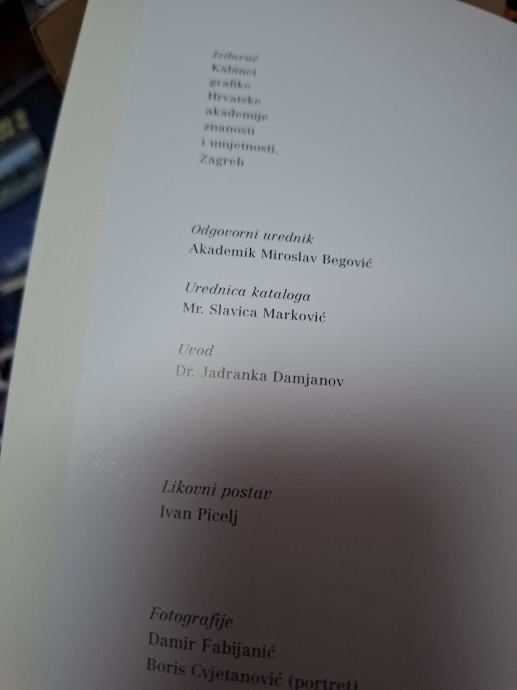 Izdavač
Kabinet
grafike
Hrvatske
akademije
znanosti
i umjetnosti,
Zagreb
Odgovorni urednik
Akademik Miroslav Begović
Urednica kataloga
Mr. Slavica Marković
Uvod
Dr. Jadranka Damjanov
Likovni postav
Ivan Picelj
Fotografije
Damir Fabijanić
Boris Cvjetanović (portret)